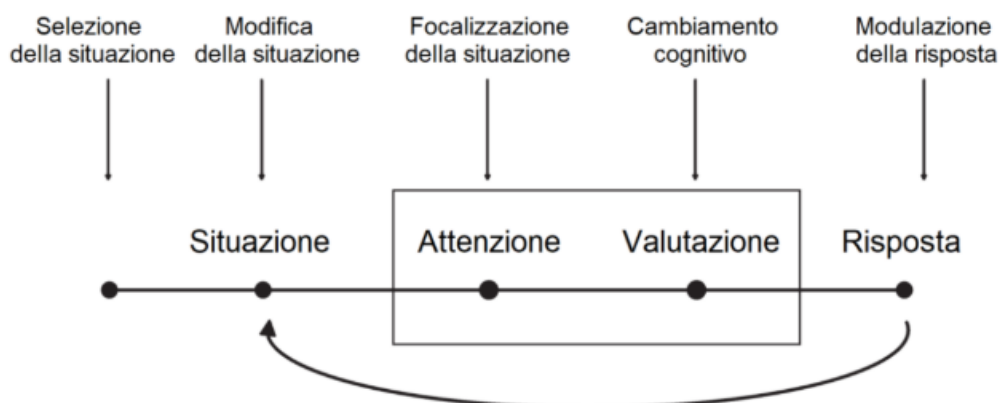 Selezione
della situazione
Modifica
della situazione
Focalizzazione
della situazione
Cambiamento
cognitivo
Modulazione
della risposta
Situazione
Attenzione
Valutazione
Risposta